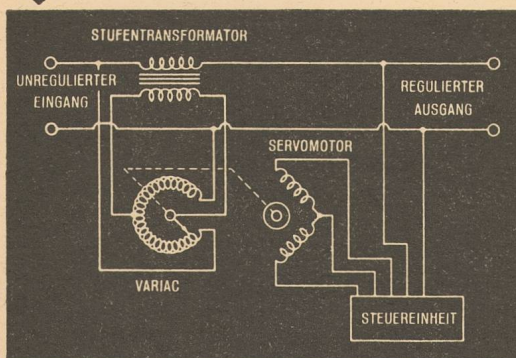 STUFENTRANSFORMATOR
UNREGULIERTER
EINGANG
REGULIERTER
AUSGANG
SERVOMOTOR
VARIAC
STEUEREINHEIT